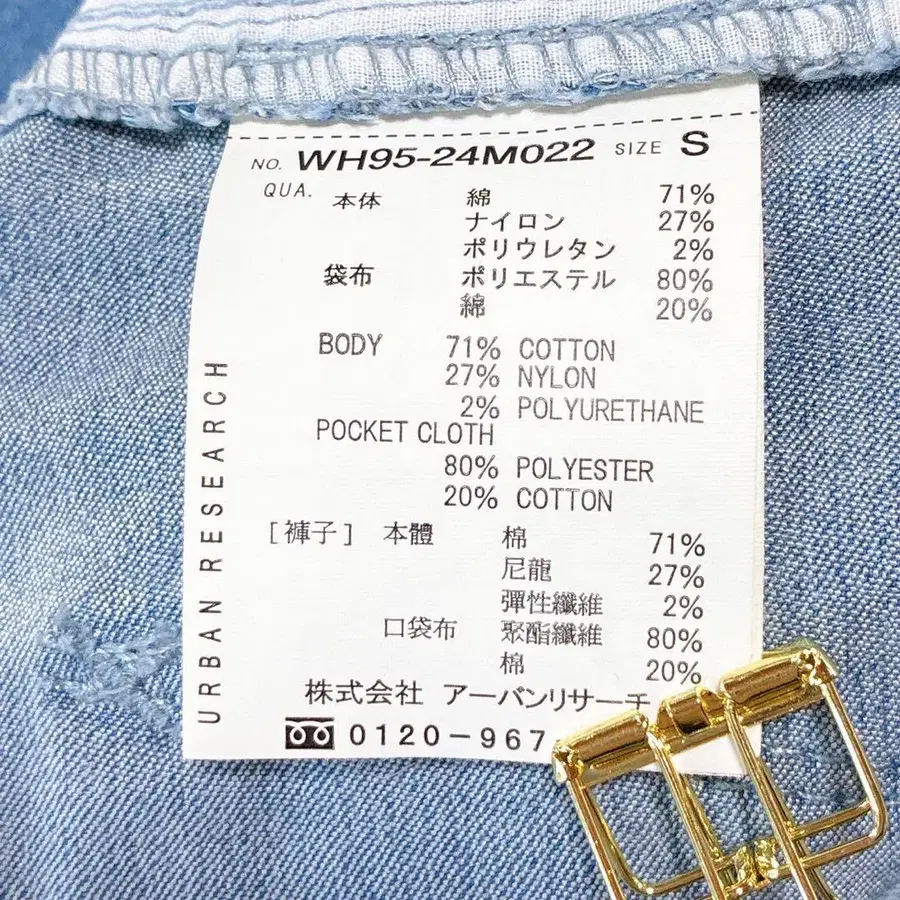 NO. WH95-24M022 SIZE S
QUA. 本体 綿 71%
ナイロン 27%
ポリウレタン 2%
袋布 ポリエステル 80%
綿 20%
BODY 71% COTTON
27% NYLON
2% POLYURETHANE
POCKET CLOTH
80% POLYESTER
20% COTTON
[褲子] 本體 棉 71%
尼龍 27%
彈性纖維 2%
口袋布 聚酯纖維 80%
棉 20%
株式会社 アーバンリサーチ
0120-967
URBAN RESEARCH